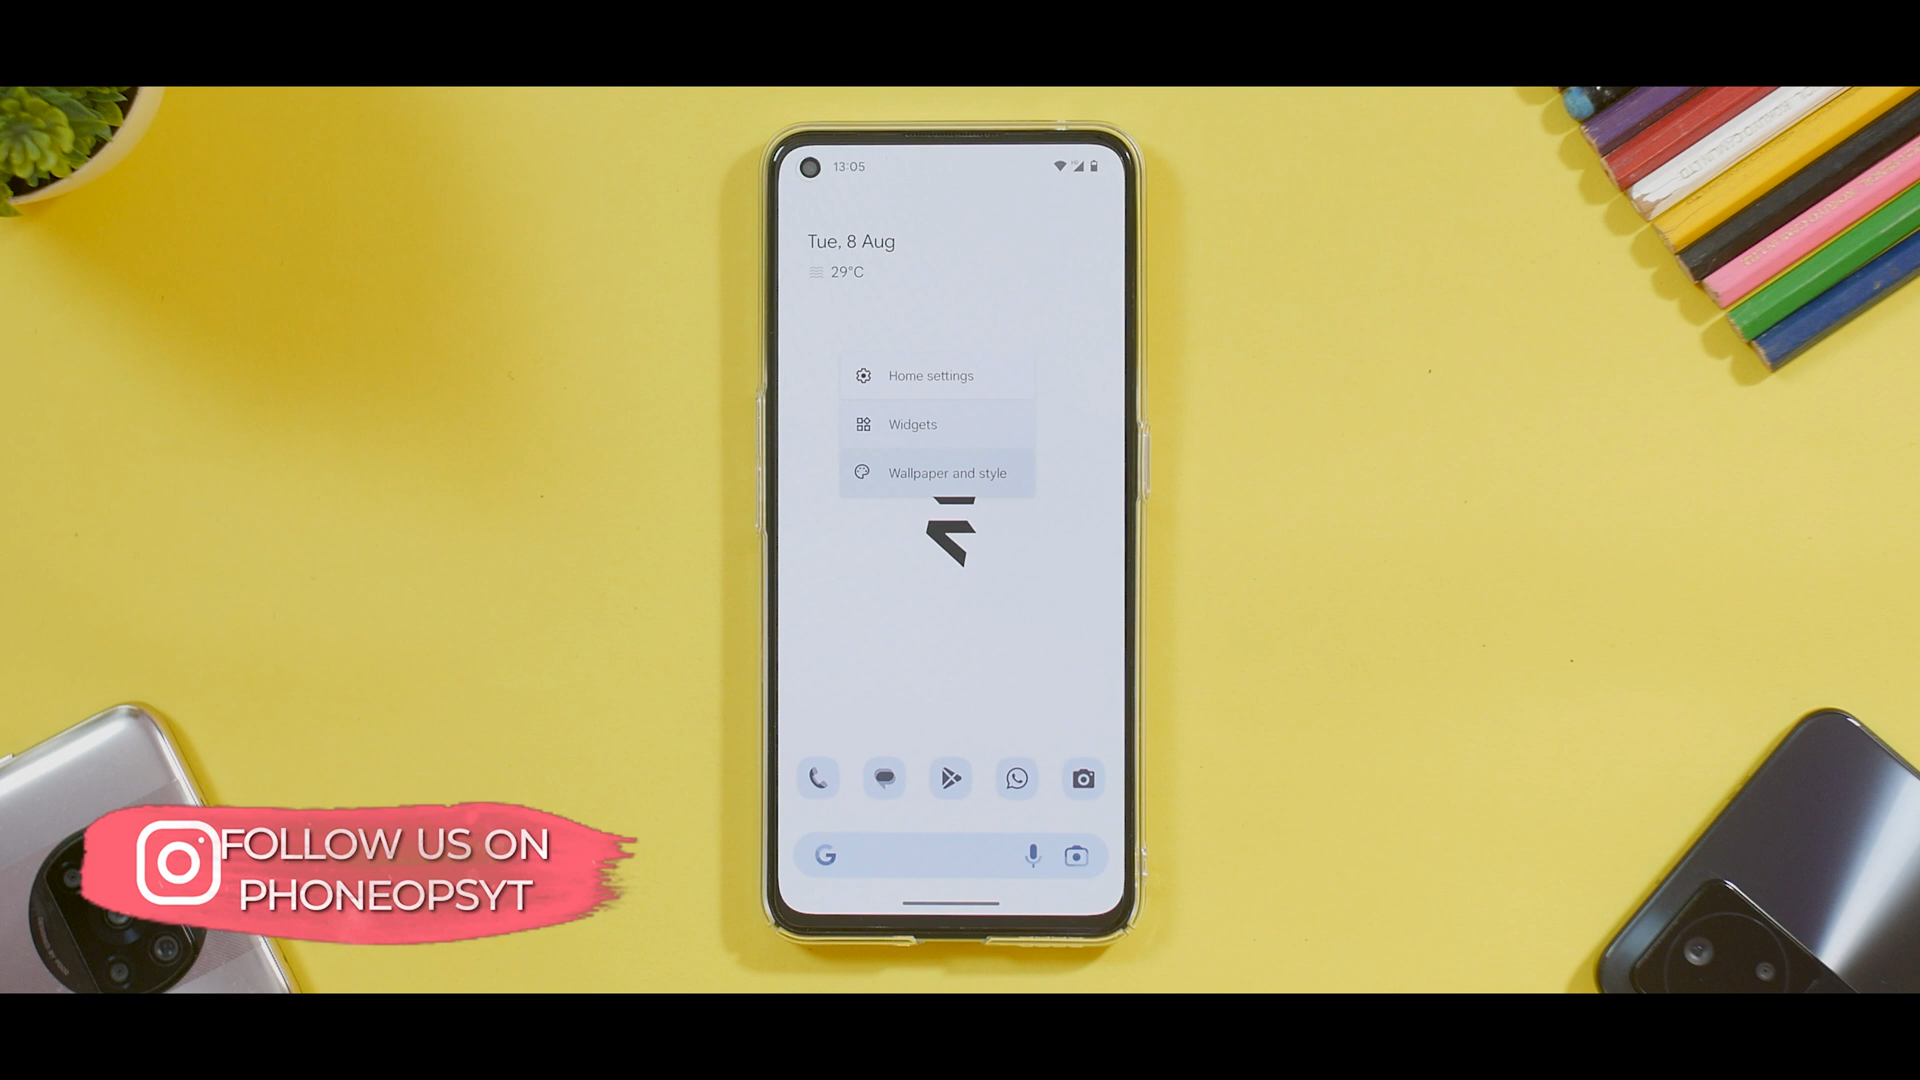 13:05
Tue, 8 Aug
29°C
Home settings
Widgets
Wallpaper and style
G
FOLLOW US ON
PHONEOPSYT